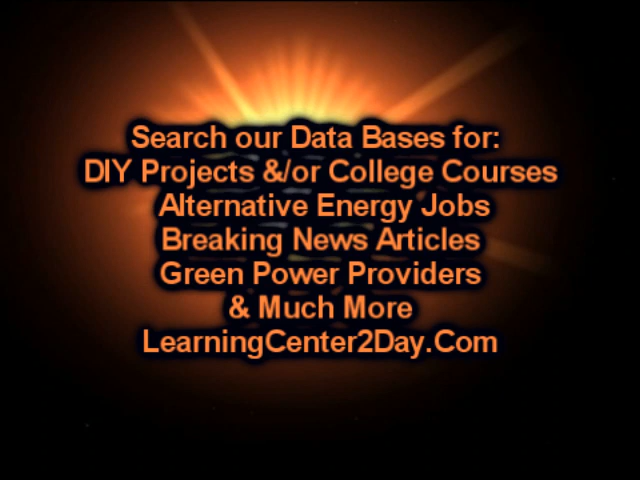 Search our Data Bases for:
DIY Projects &/or College Courses
Alternative Energy Jobs
Breaking News Articles
Green Power Providers
& Much More
LearningCenter2Day.Com